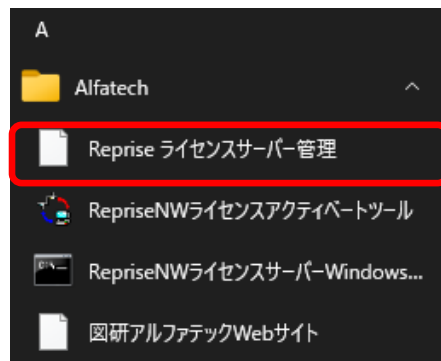 A
Alfatech
Reprise ライセンスサーバー管理
RepriseNWライセンスアクティベートツール
RepriseNWライセンスサーバーWindows...
図研アルファテックWebサイト